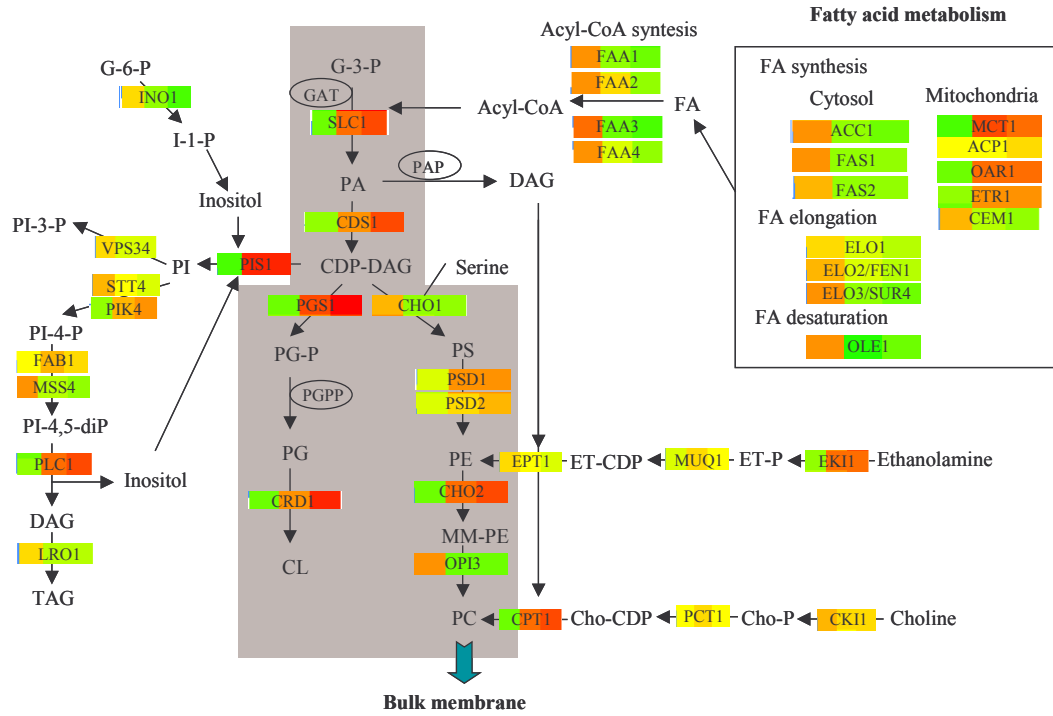 Fatty acid metabolism
Acyl-CoA syntesis
FAA1
FAA2
FAA3
FAA4
Acyl-CoA
FA
FA synthesis
Cytosol
Mitochondria
ACC1
FAS1
FAS2
MCT1
ACP1
OAR1
ETR1
CEM1
FA elongation
ELO1
ELO2/FEN1
ELO3/SUR4
FA desaturation
OLE1
G-6-P
INO1
I-1-P
Inositol
G-3-P
GAT
SLC1
PA
PAP
DAG
CDS1
CDP-DAG
Serine
PI-3-P
VPS34
PI
PIS1
STT4
PIK4
PI-4-P
FAB1
MSS4
PI-4,5-diP
PLC1
Inositol
DAG
LRO1
TAG
PGS1
CHO1
PG-P
PGPP
PG
CRD1
CL
PS
PSD1
PSD2
PE
EPT1
ET-CDP
MUQ1
ET-P
EKI1
Ethanolamine
CHO2
MM-PE
OPI3
PC
CPT1
Cho-CDP
PCT1
Cho-P
CKI1
Choline
Bulk membrane